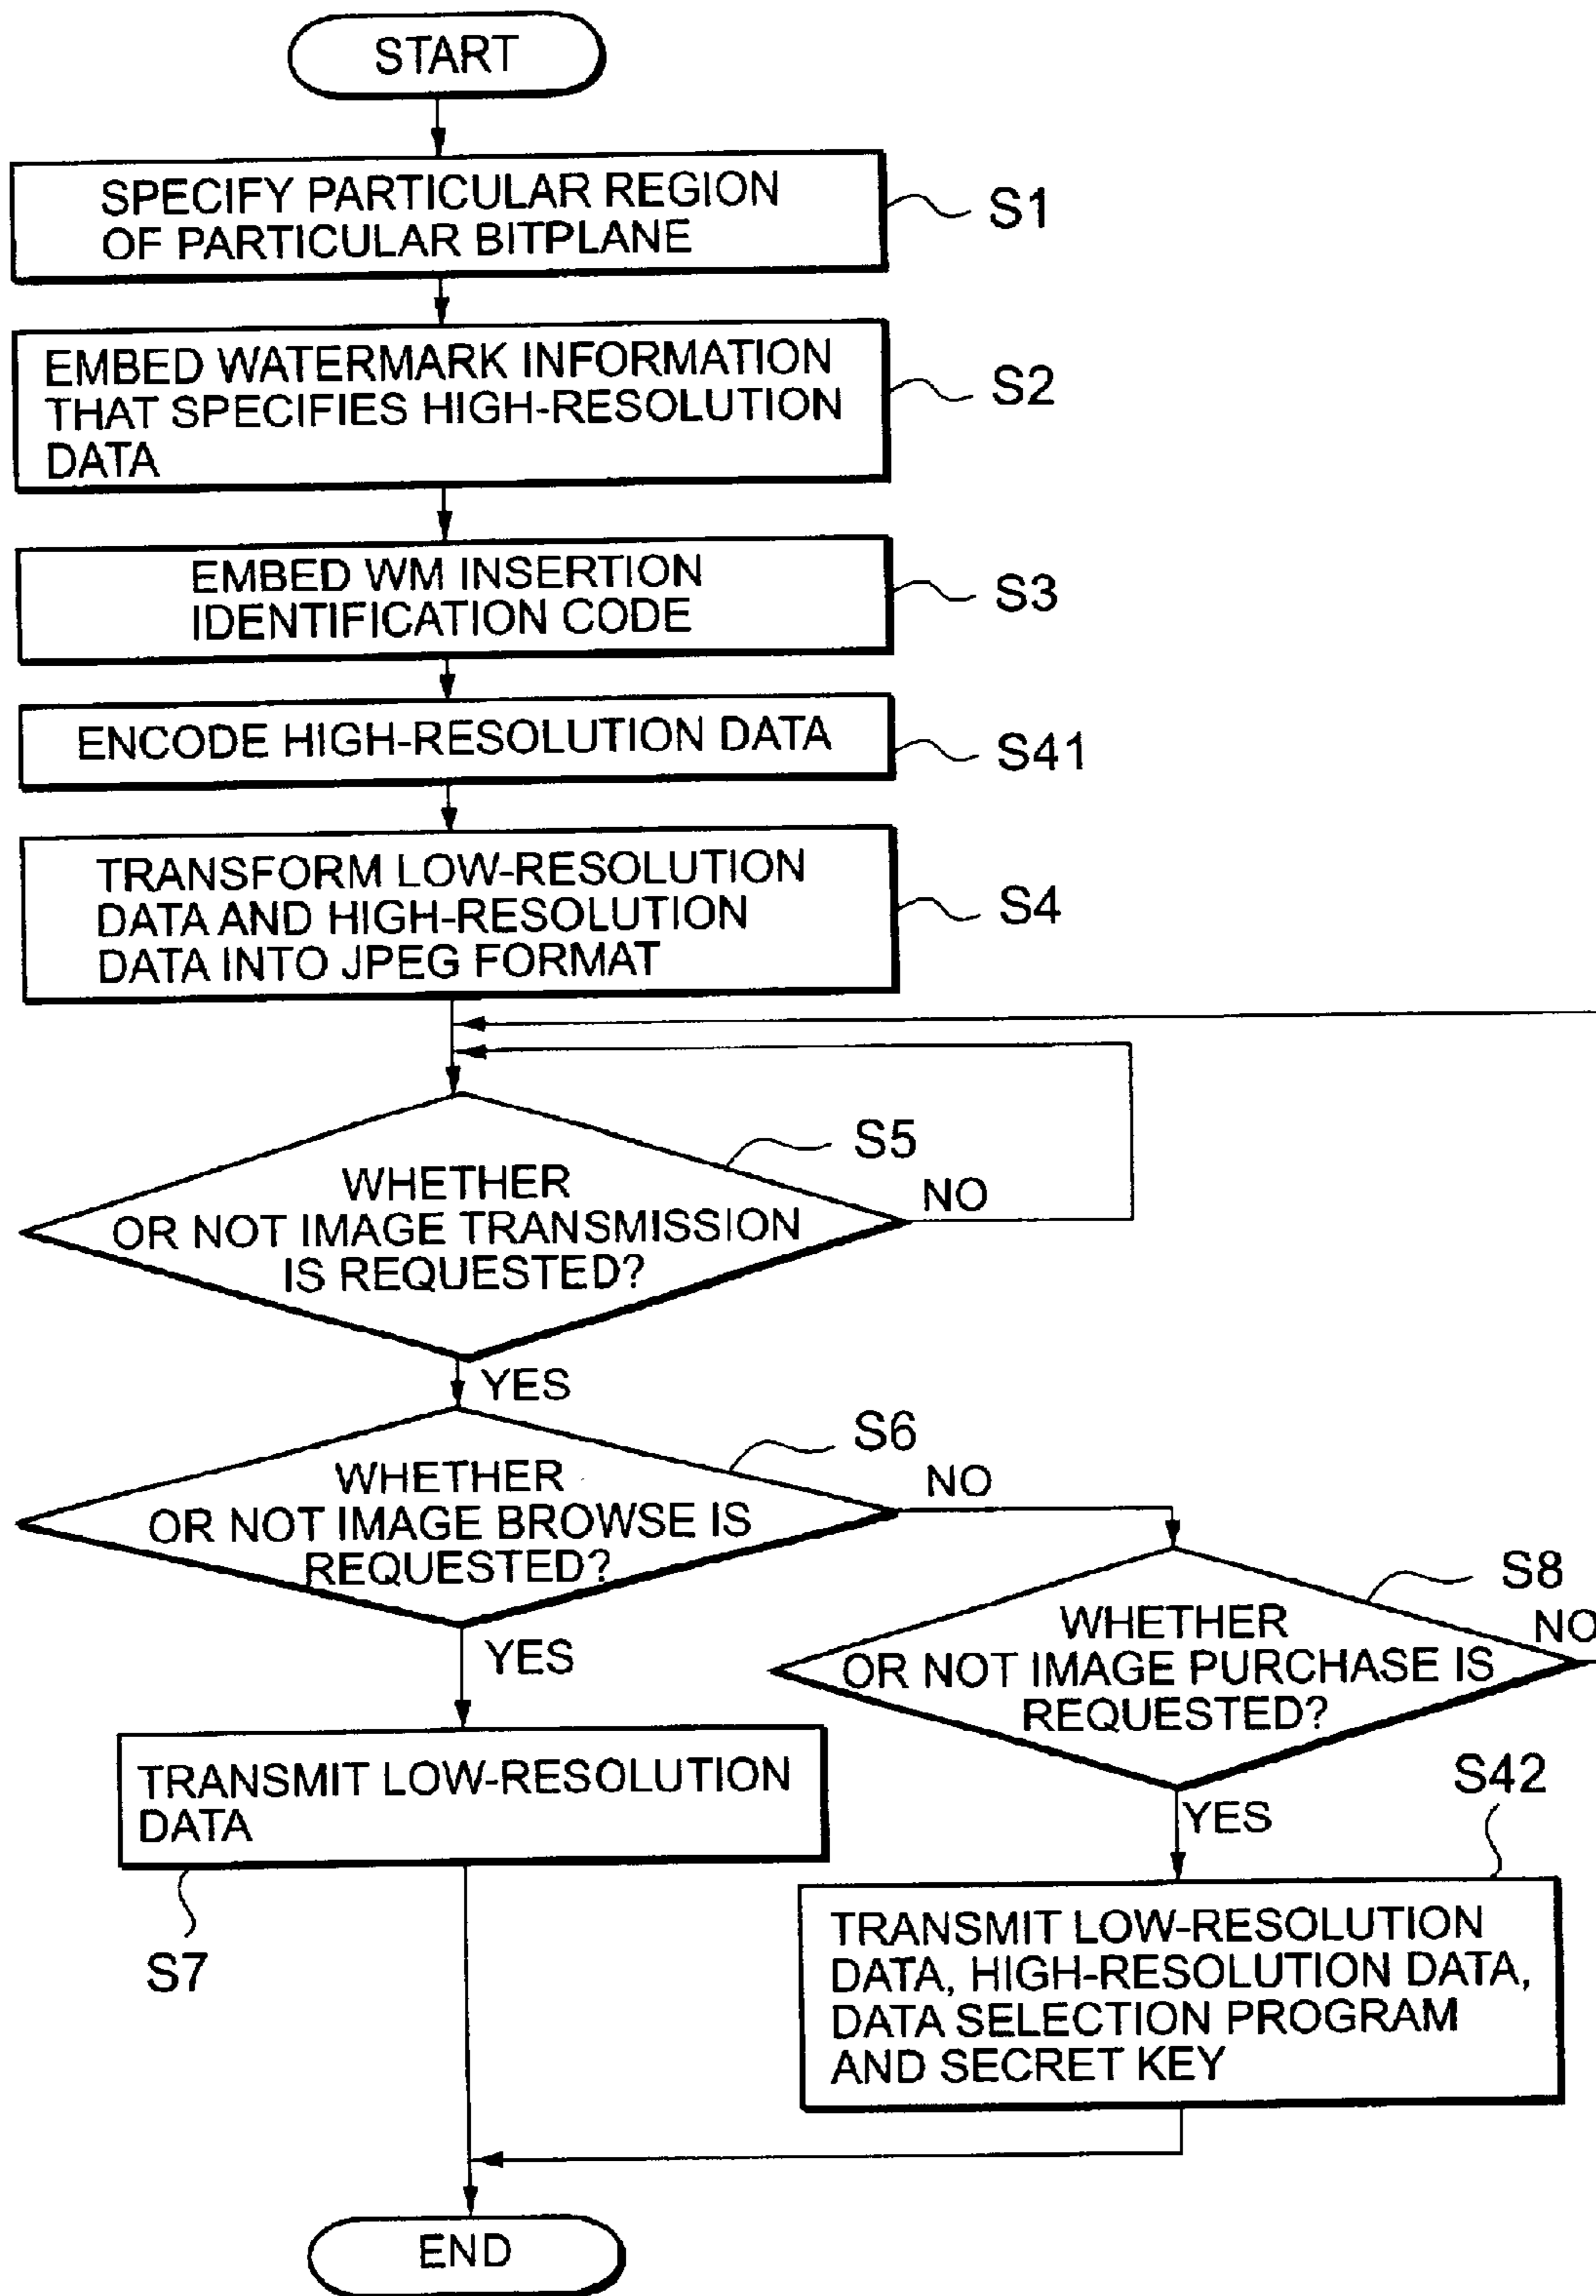 START
SPECIFY PARTICULAR REGION
OF PARTICULAR BITPLANE
S1
EMBED WATERMARK INFORMATION
THAT SPECIFIES HIGH-RESOLUTION
DATA
S2
EMBED WM INSERTION
IDENTIFICATION CODE
S3
ENCODE HIGH-RESOLUTION DATA
S41
TRANSFORM LOW-RESOLUTION
DATA AND HIGH-RESOLUTION
DATA INTO JPEG FORMAT
S4
S5
WHETHER
OR NOT IMAGE TRANSMISSION
IS REQUESTED?
NO
YES
S6
WHETHER
OR NOT IMAGE BROWSE IS
REQUESTED?
NO
YES
S8
WHETHER
OR NOT IMAGE PURCHASE IS
REQUESTED?
NO
YES
TRANSMIT LOW-RESOLUTION
DATA
S7
S42
TRANSMIT LOW-RESOLUTION
DATA, HIGH-RESOLUTION DATA,
DATA SELECTION PROGRAM
AND SECRET KEY
END